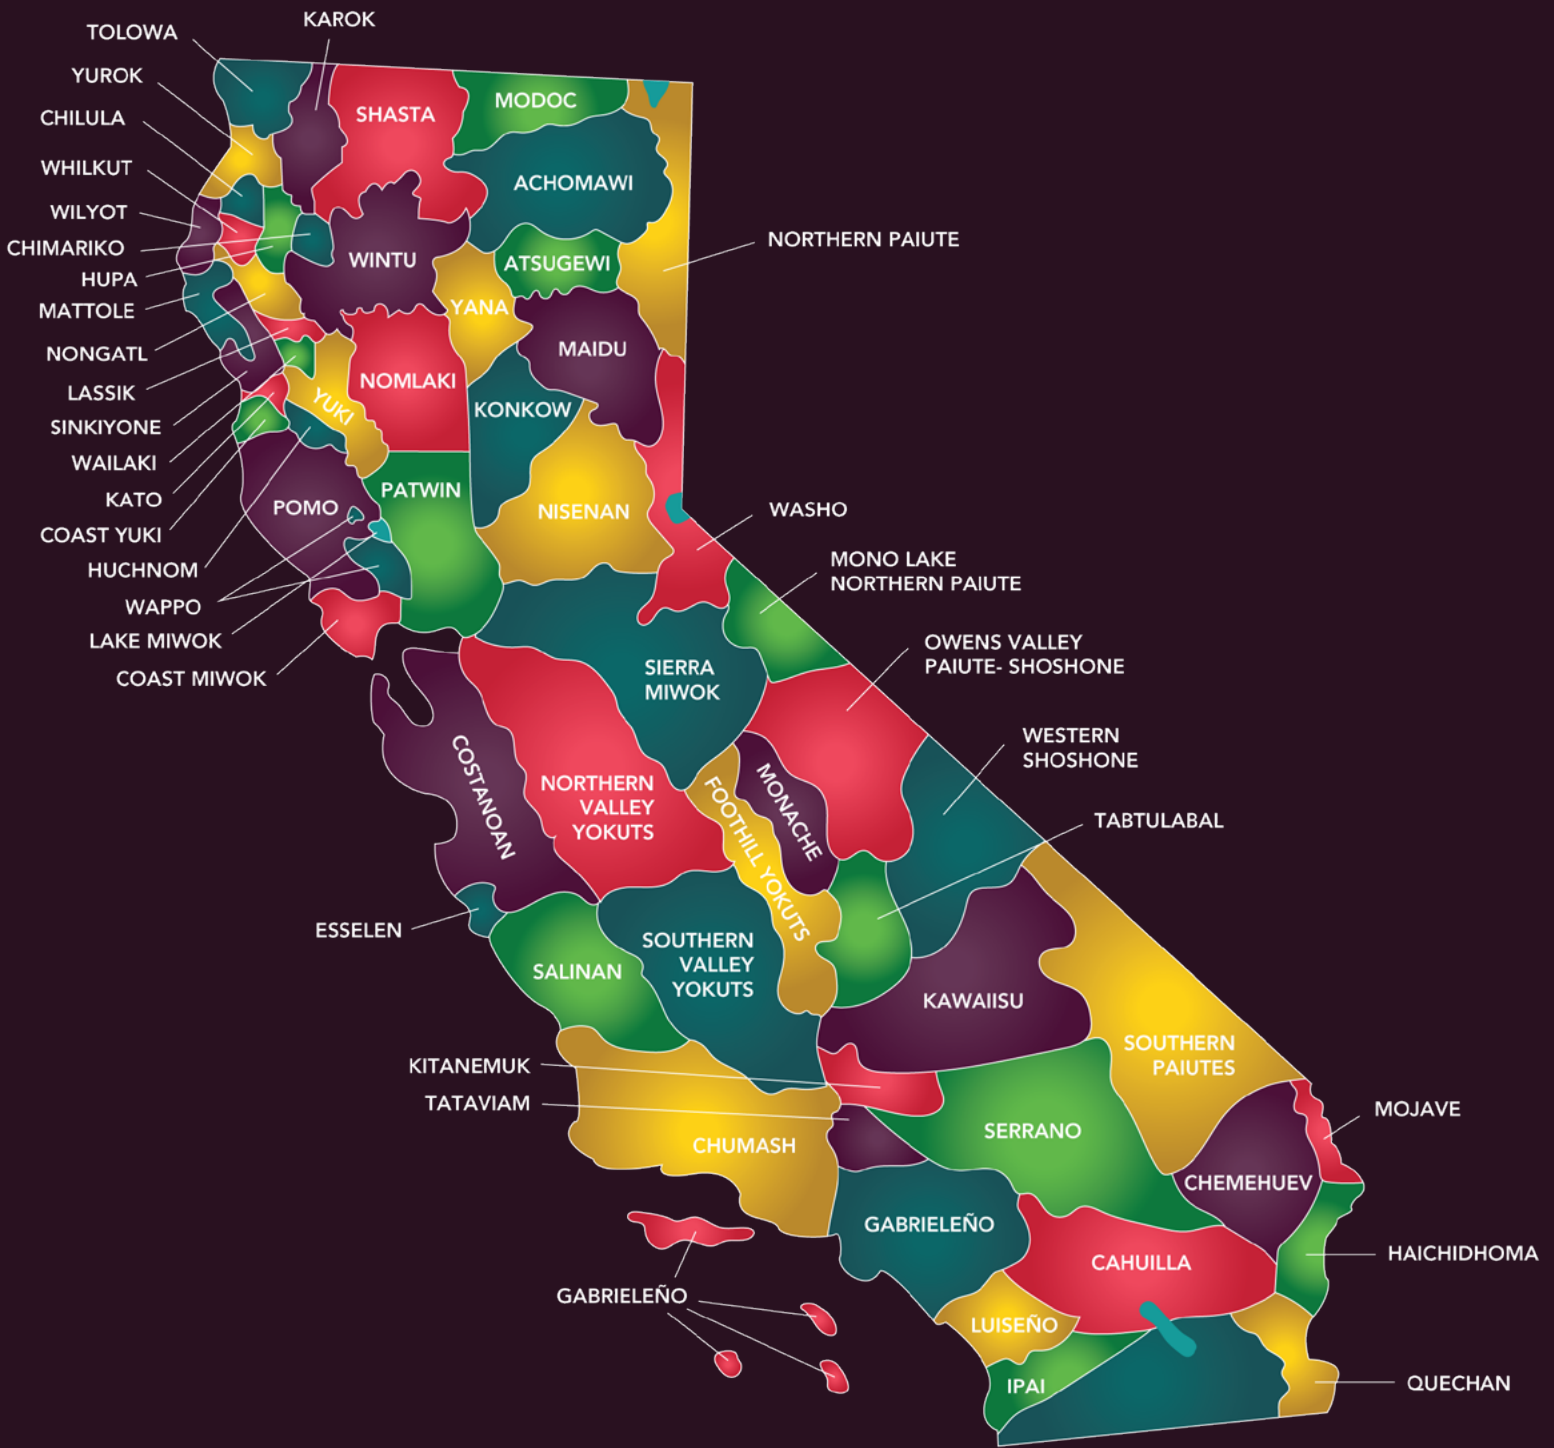 KAROK
TOLOWA
YUROK
CHILULA
WHILKUT
WILYOT
CHIMARIKO
HUPA
MATTOLE
NONGATL
LASSIK
SINKIYONE
WAILAKI
KATO
COAST YUKI
HUCHNOM
WAPPO
LAKE MIWOK
COAST MIWOK
SHASTA
MODOC
ACHOMAWI
WINTU
ATSUGEWI
YANA
MAIDU
NOMLAKI
YUKI
KONKOW
PATWIN
POMO
NISENAN
NORTHERN PAIUTE
WASHO
MONO LAKE
NORTHERN PAIUTE
OWENS VALLEY
PAIUTE- SHOSHONE
WESTERN
SHOSHONE
TABTULABAL
SIERRA
MIWOK
COSTANOAN
NORTHERN
VALLEY
YOKUTS
FOOTHILL YOKUTS
MONACHE
ESSELEN
SALINAN
SOUTHERN
VALLEY
YOKUTS
KAWAIISU
SOUTHERN
PAIUTES
KITANEMUK
TATAVIAM
CHUMASH
SERRANO
MOJAVE
CHEMEHUEV
GABRIELEÑO
CAHUILLA
HAICHIDHOMA
GABRIELEÑO
LUISEÑO
IPAI
QUECHAN